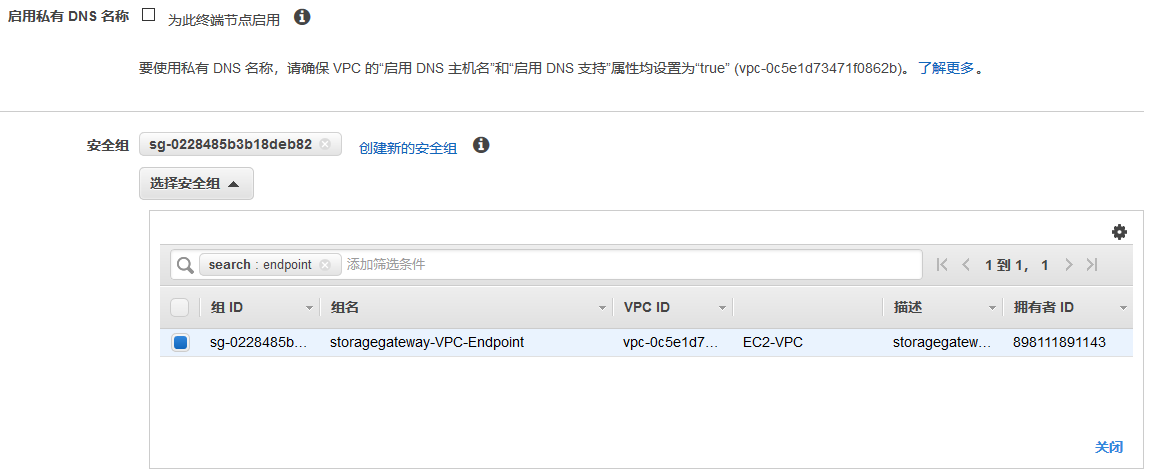 启用私有 DNS 名称 为此终端节点启用
要使用私有 DNS 名称，请确保 VPC 的“启用 DNS 主机名”和“启用 DNS 支持”属性均设置为“true” (vpc-0c5e1d73471f0862b)。 了解更多。
安全组 sg-0228485b3b18deb82 创建新的安全组
选择安全组
search : endpoint 添加筛选条件 1 到 1， 1
组 ID 组名 VPC ID 描述 拥有者 ID
sg-0228485b... storagegateway-VPC-Endpoint vpc-0c5e1d7... EC2-VPC storagegatew... 898111891143
关闭